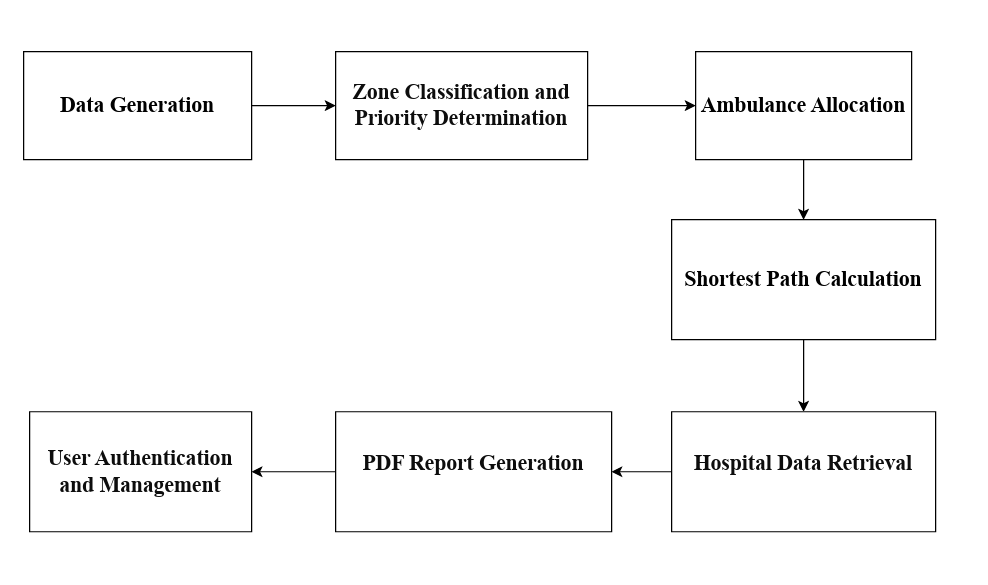 Data Generation
Zone Classification and
Priority Determination
Ambulance Allocation
Shortest Path Calculation
Hospital Data Retrieval
PDF Report Generation
User Authentication
and Management